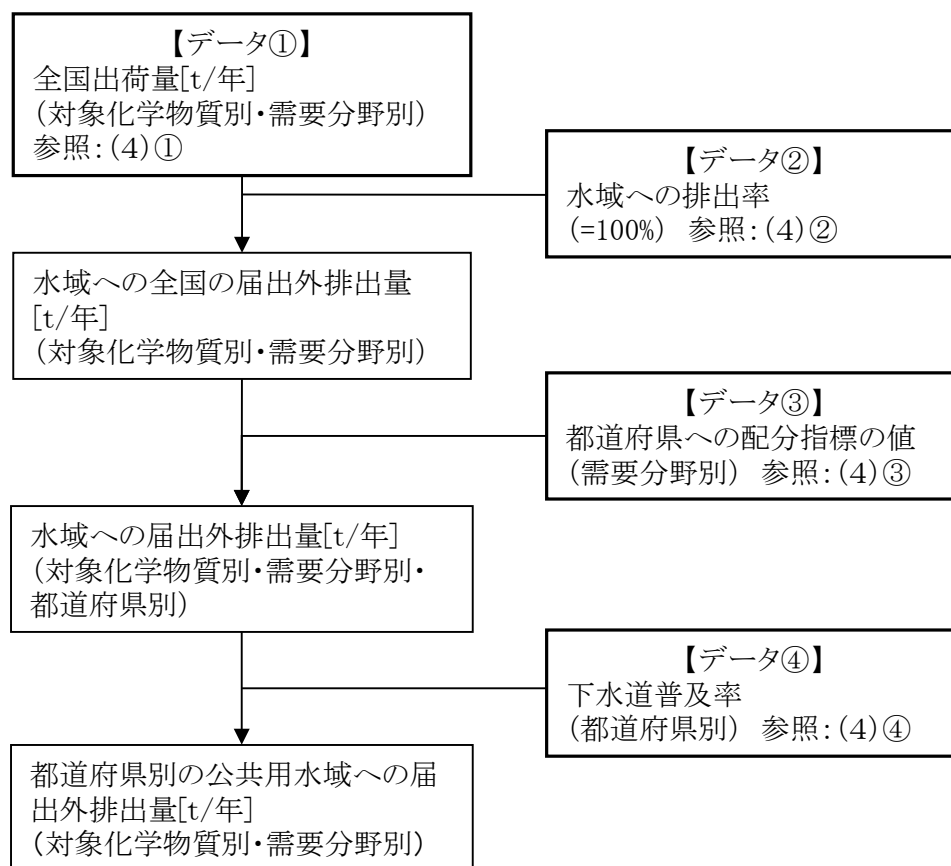 【データ①】
全国出荷量[t/年]
(対象化学物質別・需要分野別)
参照:(4)①
【データ②】
水域への排出率
(=100%) 参照:(4)②
水域への全国の届出外排出量
[t/年]
(対象化学物質別・需要分野別)
【データ③】
都道府県への配分指標の値
(需要分野別) 参照:(4)③
水域への届出外排出量[t/年]
(対象化学物質別・需要分野別・
都道府県別)
【データ④】
下水道普及率
(都道府県別) 参照:(4)④
都道府県別の公共用水域への届
出外排出量[t/年]
(対象化学物質別・需要分野別)